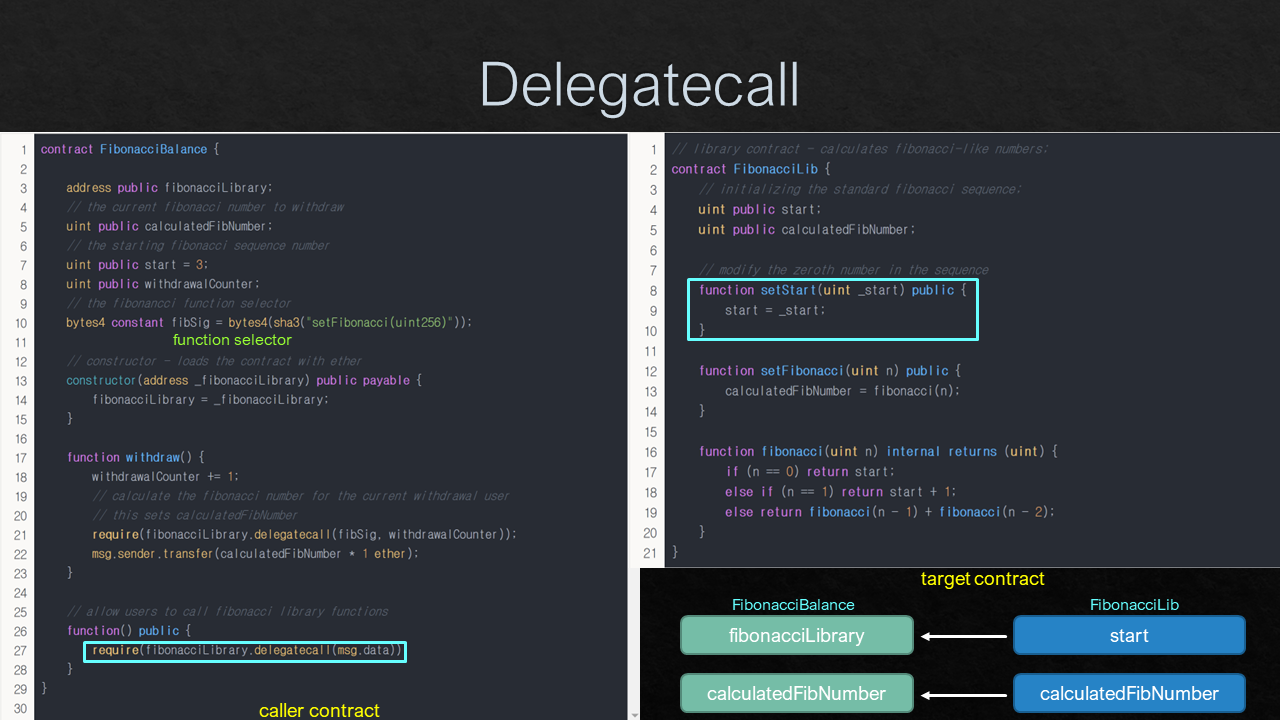 Delegatecall
1 contract FibonacciBalance {
2
3 address public fibonacciLibrary;
4 // the current fibonacci number to withdraw
5 uint public calculatedFibNumber;
6 // the starting fibonacci sequence number
7 uint public start = 3;
8 uint public withdrawalCounter;
9 // the fibonancci function selector
10 bytes4 constant fibSig = bytes4(sha3("setFibonacci(uint256)"));
11 function selector
12 // constructor - loads the contract with ether
13 constructor(address _fibonacciLibrary) public payable {
14 fibonacciLibrary = _fibonacciLibrary;
15 }
16
17 function withdraw() {
18 withdrawalCounter += 1;
19 // calculate the fibonacci number for the current withdrawal user
20 // this sets calculatedFibNumber
21 require(fibonacciLibrary.delegatecall(fibSig, withdrawalCounter));
22 msg.sender.transfer(calculatedFibNumber * 1 ether);
23 }
24
25 // allow users to call fibonacci library functions
26 function() public {
27 require(fibonacciLibrary.delegatecall(msg.data))
28 }
29 }
30
caller contract
1 // library contract - calculates fibonacci-like numbers;
2 contract FibonacciLib {
3 // initializing the standard fibonacci sequence;
4 uint public start;
5 uint public calculatedFibNumber;
6
7 // modify the zeroth number in the sequence
8 function setStart(uint _start) public {
9 start = _start;
10 }
11
12 function setFibonacci(uint n) public {
13 calculatedFibNumber = fibonacci(n);
14 }
15
16 function fibonacci(uint n) internal returns (uint) {
17 if (n == 0) return start;
18 else if (n == 1) return start + 1;
19 else return fibonacci(n - 1) + fibonacci(n - 2);
20 }
21 }
target contract
FibonacciBalance FibonacciLib
fibonacciLibrary start
calculatedFibNumber calculatedFibNumber